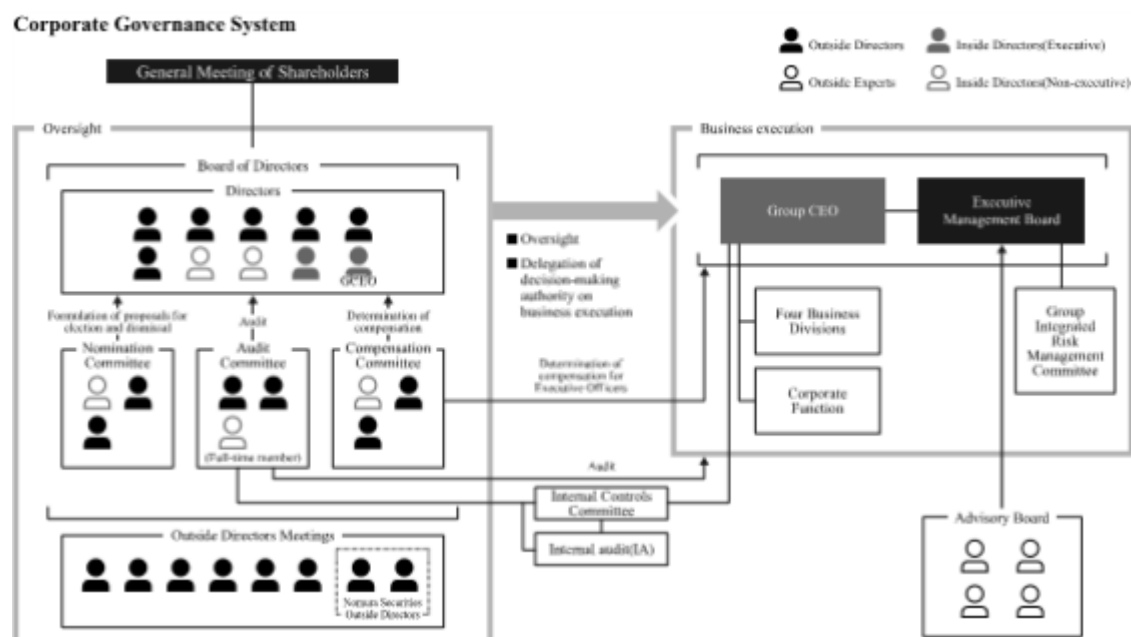 Corporate Governance System
Outside Directors
Inside Directors(Executive)
Outside Experts
Inside Directors(Non-executive)
General Meeting of Shareholders
Oversight
Board of Directors
Directors
GCEO
Formulation of proposals for
election and dismissal
Audit
Determination of
compensation
Nomination
Committee
Audit
Committee
(Full-time member)
Compensation
Committee
Outside Directors Meetings
Nomura Securities
Outside Directors
■ Oversight
■ Delegation of
decision-making
authority on
business execution
Determination of
compensation for
Executive Officers
Audit
Internal Controls
Committee
Internal audit(IA)
Business execution
Group CEO
Executive
Management Board
Four Business
Divisions
Corporate
Function
Group
Integrated
Risk
Management
Committee
Advisory Board